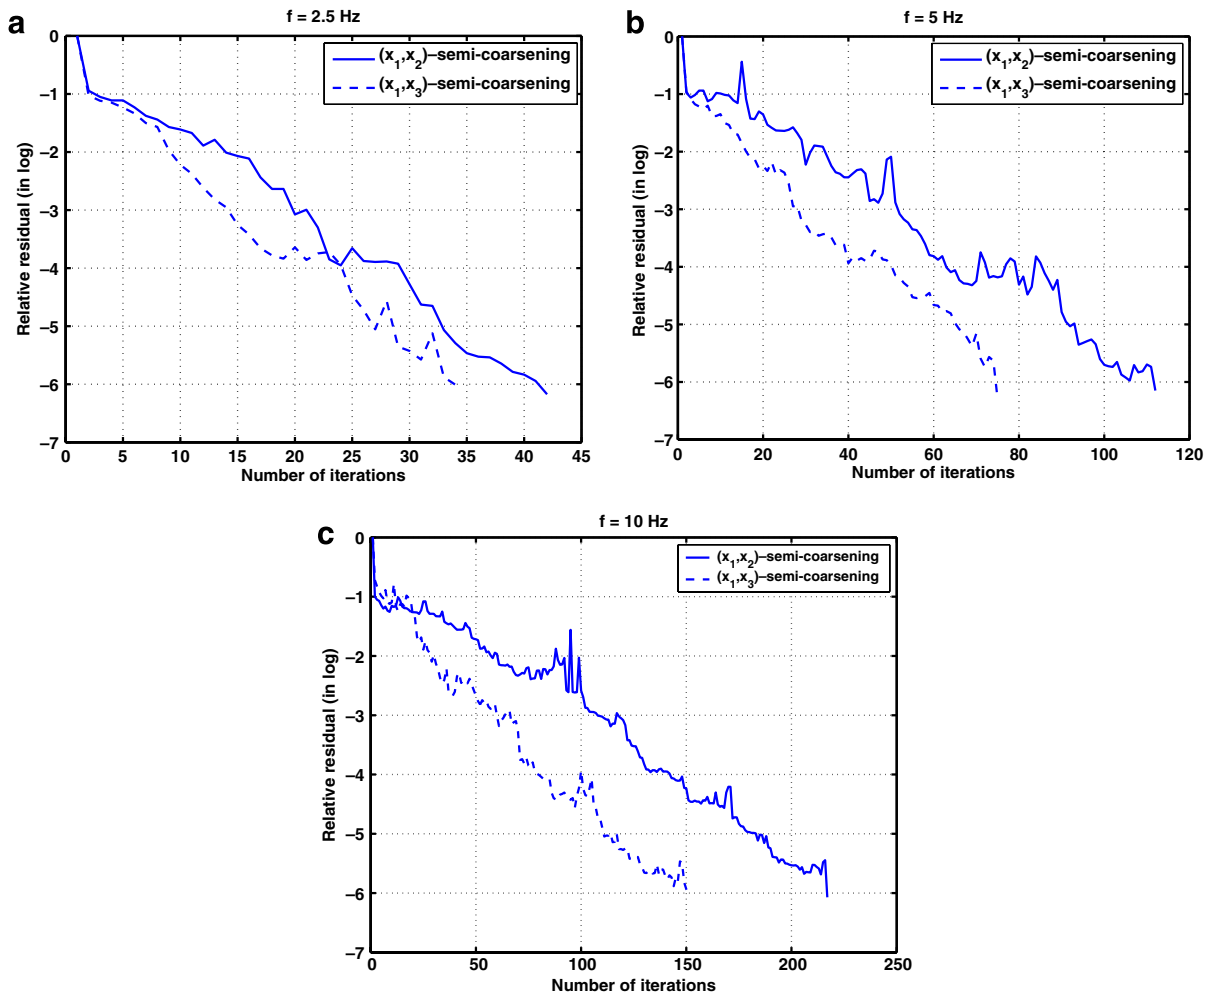 a
f = 2.5 Hz
(x1,x2)–semi-coarsening
(x1,x3)–semi-coarsening
0
–1
–2
–3
–4
–5
–6
–7
Relative residual (in log)
0 5 10 15 20 25 30 35 40 45
Number of iterations
b
f = 5 Hz
(x1,x2)–semi-coarsening
(x1,x3)–semi-coarsening
0
–1
–2
–3
–4
–5
–6
–7
Relative residual (in log)
0 20 40 60 80 100 120
Number of iterations
c
f = 10 Hz
(x1,x2)–semi-coarsening
(x1,x3)–semi-coarsening
0
–1
–2
–3
–4
–5
–6
–7
Relative residual (in log)
0 50 100 150 200 250
Number of iterations